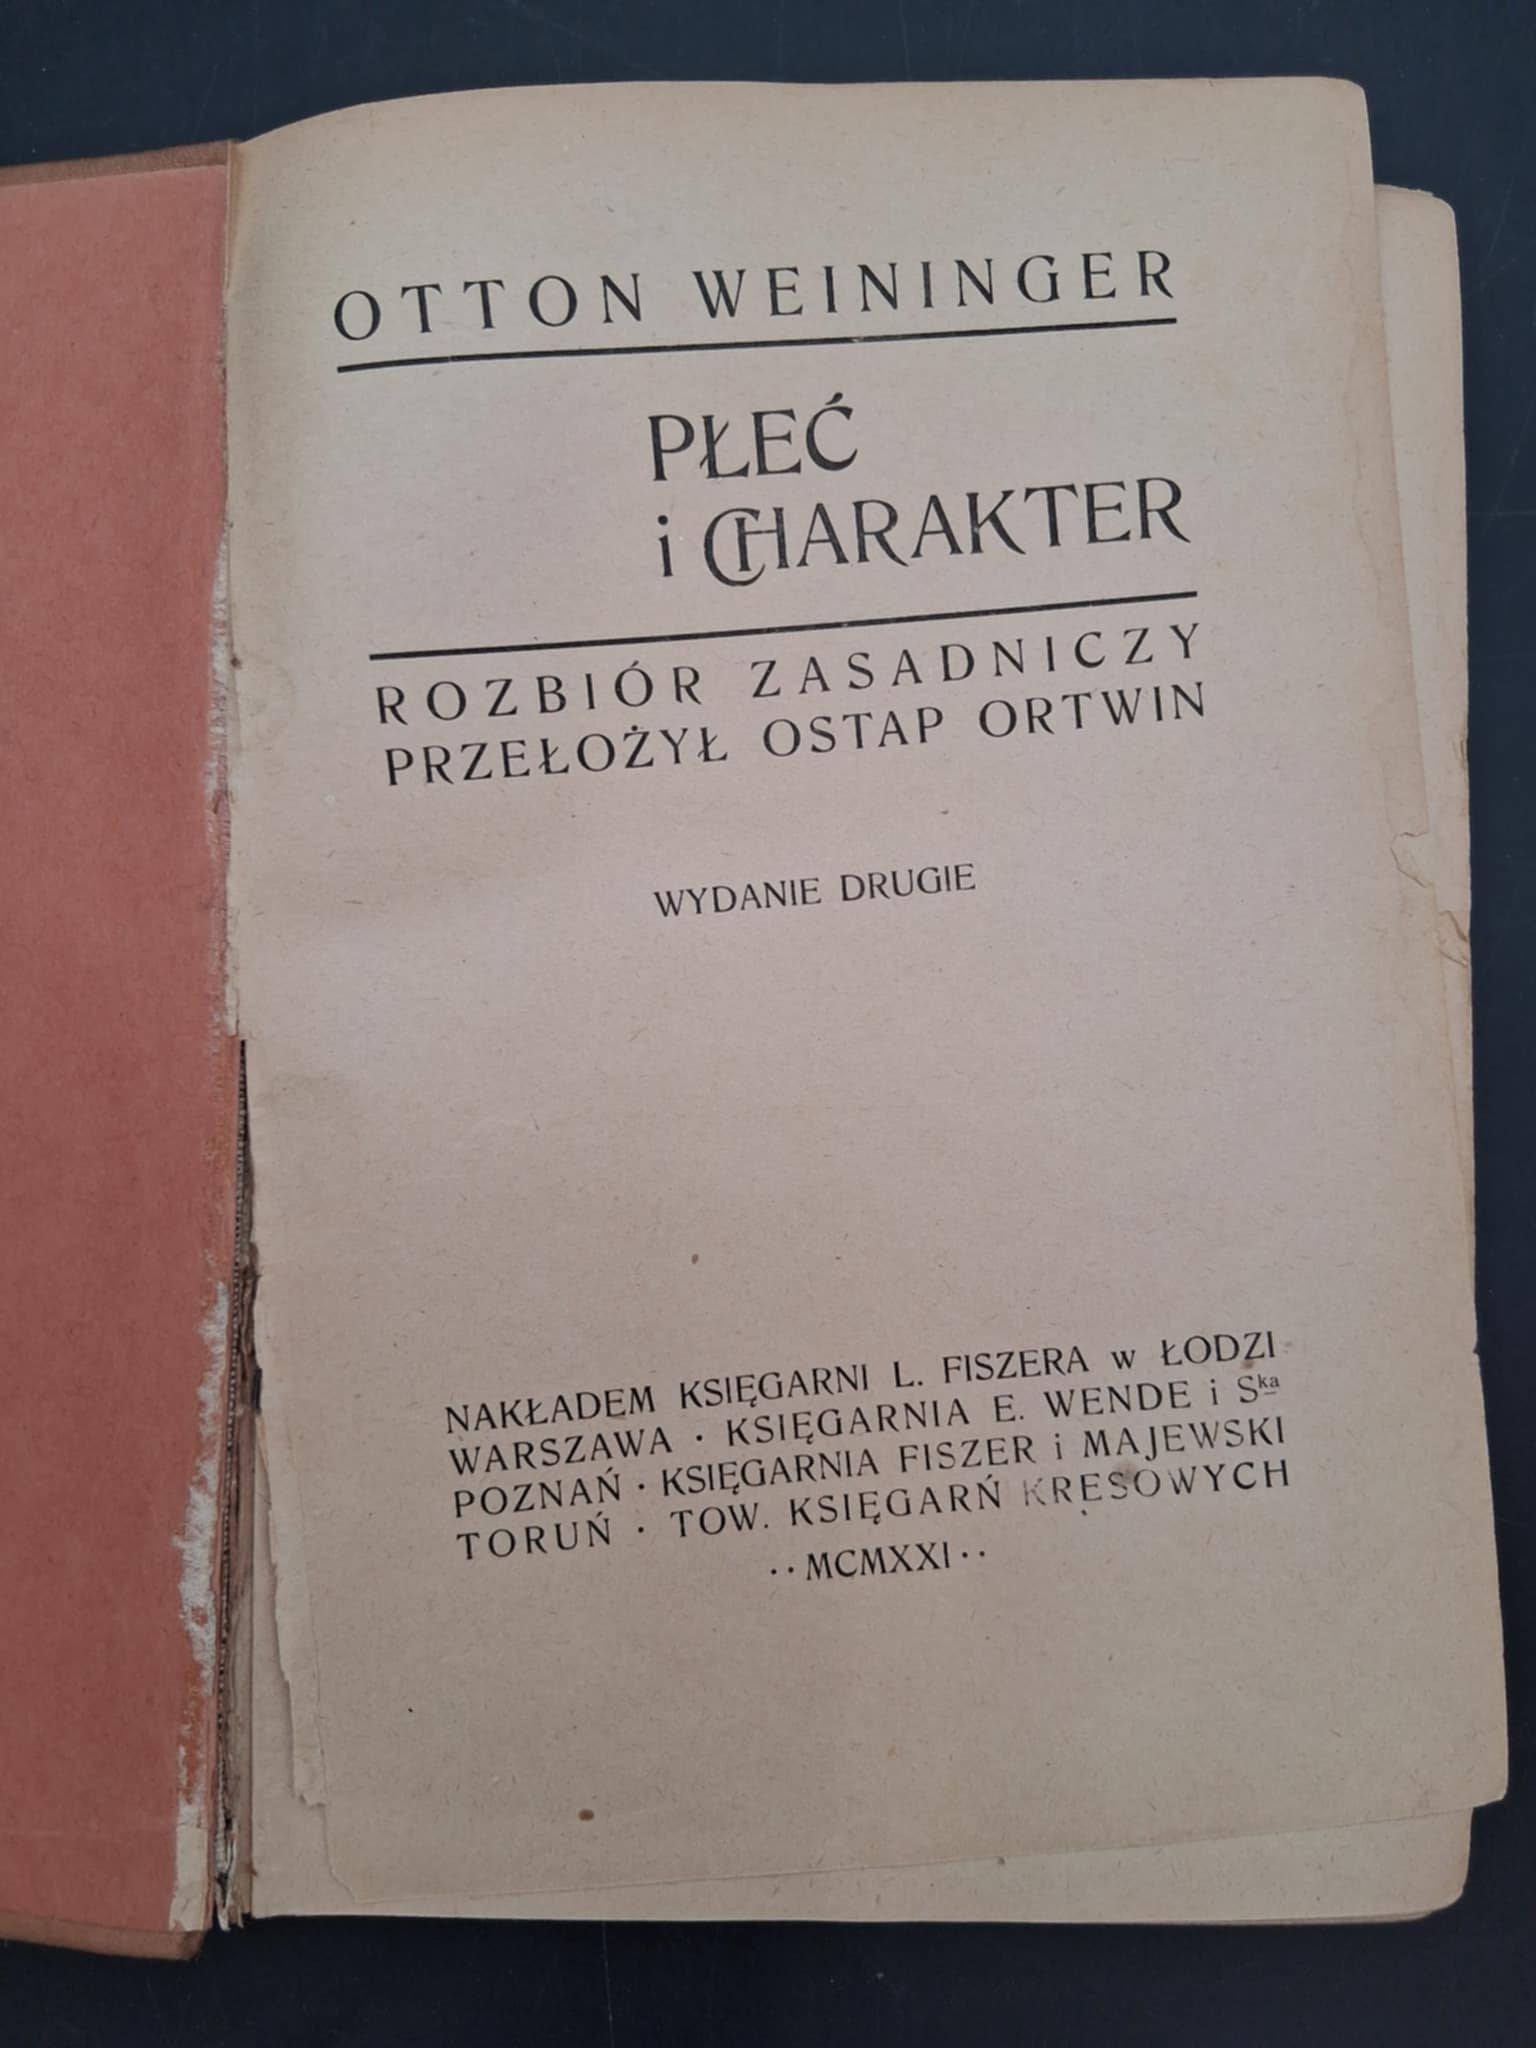 OTTON WEININGER
PŁEĆ
i CHARAKTER
ROZBIÓR ZASADNICZY
PRZEŁOŻYŁ OSTAP ORTWIN
WYDANIE DRUGIE
NAKŁADEM KSIĘGARNI L. FISZERA w ŁODZI
WARSZAWA · KSIĘGARNIA E. WENDE i Ska
POZNAŃ · KSIĘGARNIA FISZER i MAJEWSKI
TORUŃ · TOW. KSIĘGARŃ KRESOWYCH
··MCMXXI··